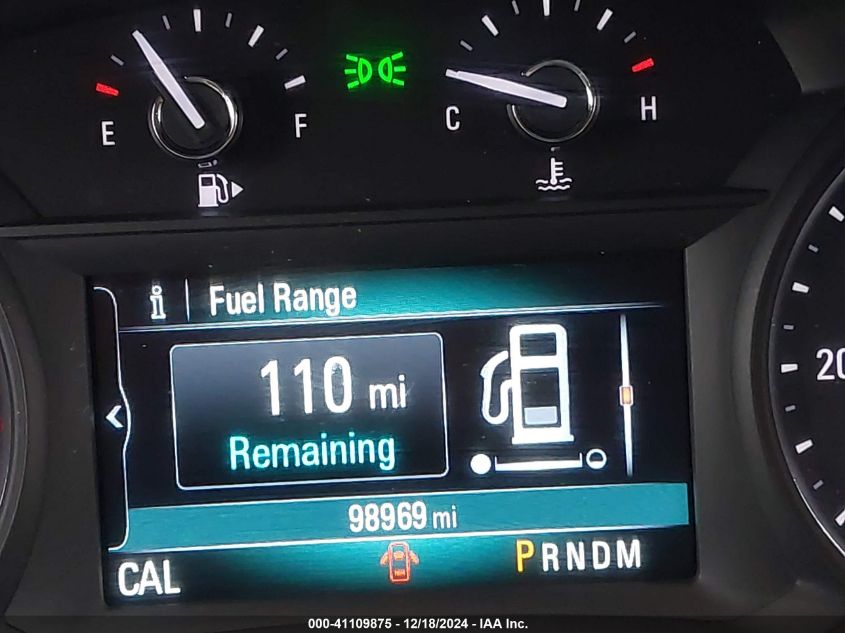 E F C H
Fuel Range
110 mi
Remaining
20
98969 mi
CAL PRNDM
000-41109875 - 12/18/2024 - IAA Inc.